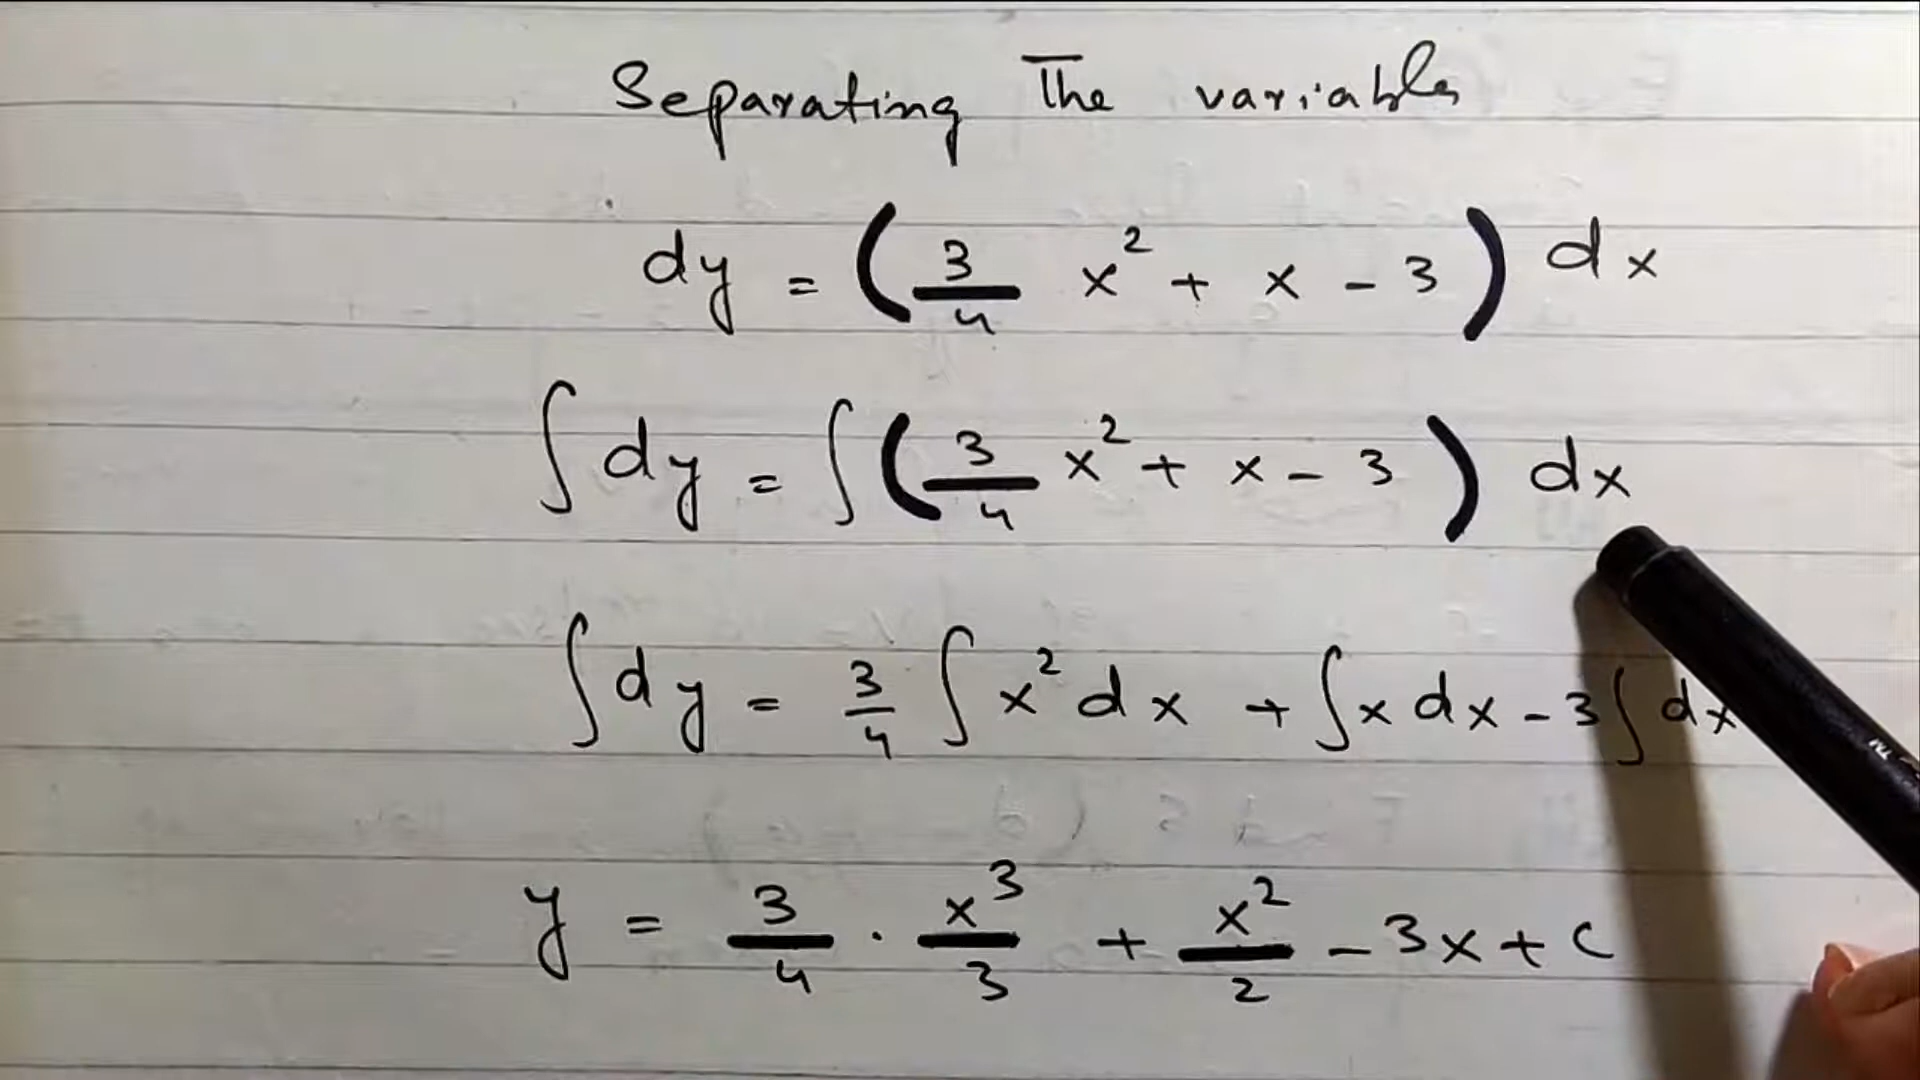 Separating The variables
dy = (3/4 x² + x - 3) dx
∫dy = ∫(3/4 x² + x - 3) dx
∫dy = 3/4 ∫x² dx + ∫x dx - 3∫dx
y = 3/4 · x³/3 + x²/2 - 3x + c